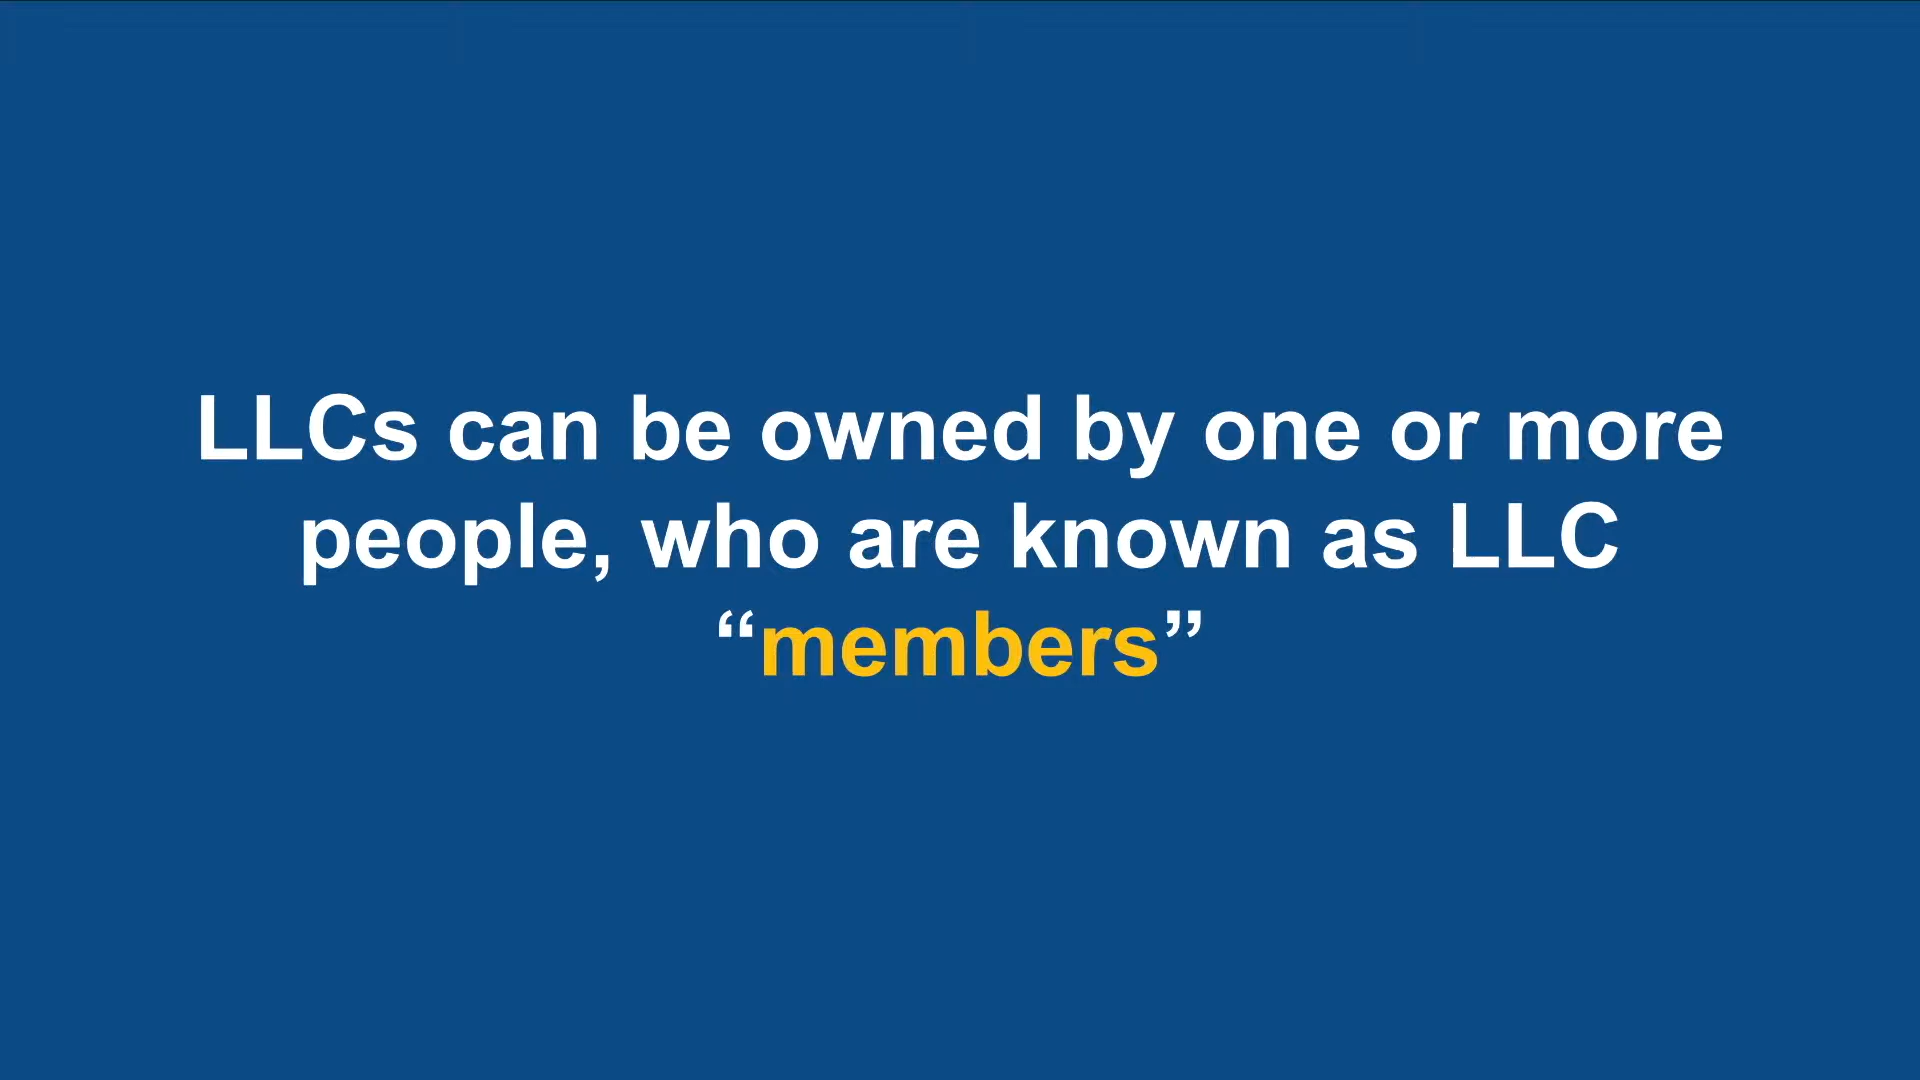 LLCs can be owned by one or more
people, who are known as LLC
“members”